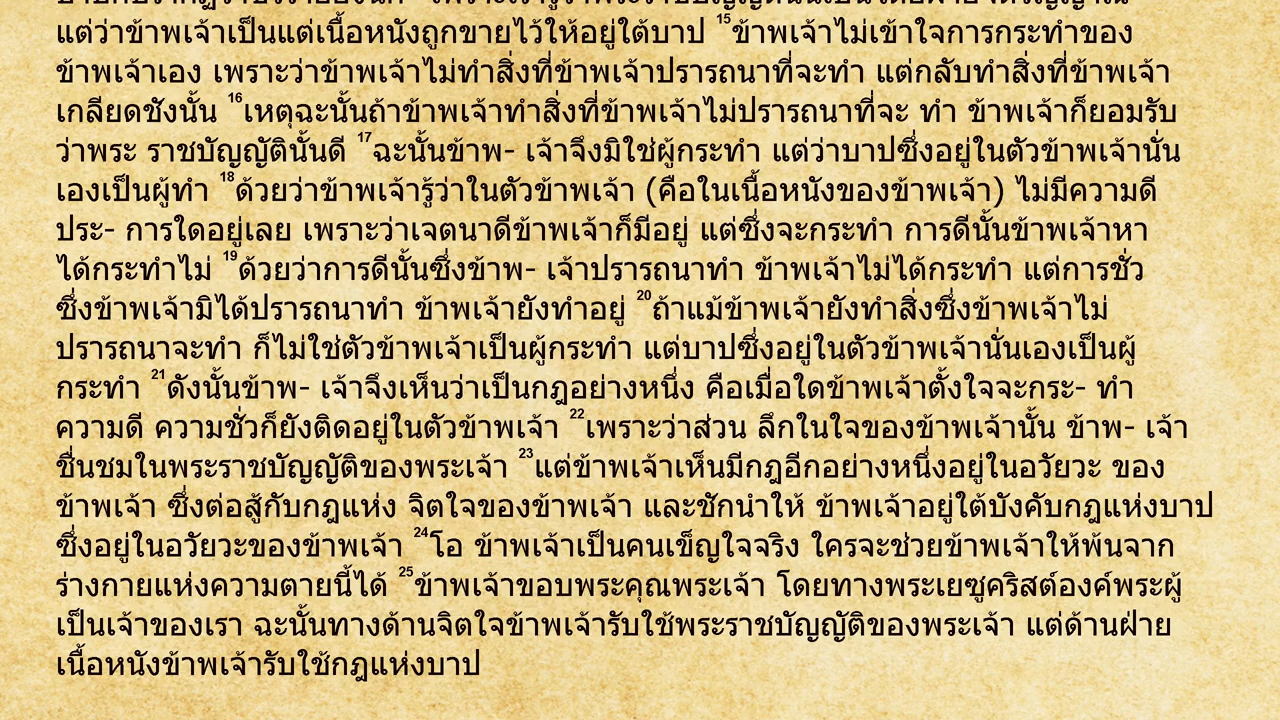 แต่ว่าข้าพเจ้าเป็นแต่เนื้อหนังถูกขายไว้ให้อยู่ใต้บาป 15ข้าพเจ้าไม่เข้าใจการกระทำของ
ข้าพเจ้าเอง เพราะว่าข้าพเจ้าไม่ทำสิ่งที่ข้าพเจ้าปรารถนาที่จะทำ แต่กลับทำสิ่งที่ข้าพเจ้า
เกลียดชังนั้น 16เหตุฉะนั้นถ้าข้าพเจ้าทำสิ่งที่ข้าพเจ้าไม่ปรารถนาที่จะ ทำ ข้าพเจ้าก็ยอมรับ
ว่าพระ ราชบัญญัตินั้นดี 17ฉะนั้นข้าพ- เจ้าจึงมิใช่ผู้กระทำ แต่ว่าบาปซึ่งอยู่ในตัวข้าพเจ้านั่น
เองเป็นผู้ทำ 18ด้วยว่าข้าพเจ้ารู้ว่าในตัวข้าพเจ้า (คือในเนื้อหนังของข้าพเจ้า) ไม่มีความดี
ประ- การใดอยู่เลย เพราะว่าเจตนาดีข้าพเจ้าก็มีอยู่ แต่ซึ่งจะกระทำ การดีนั้นข้าพเจ้าหา
ได้กระทำไม่ 19ด้วยว่าการดีนั้นซึ่งข้าพ- เจ้าปรารถนาทำ ข้าพเจ้าไม่ได้กระทำ แต่การชั่ว
ซึ่งข้าพเจ้ามิได้ปรารถนาทำ ข้าพเจ้ายังทำอยู่ 20ถ้าแม้ข้าพเจ้ายังทำสิ่งซึ่งข้าพเจ้าไม่
ปรารถนาจะทำ ก็ไม่ใช่ตัวข้าพเจ้าเป็นผู้กระทำ แต่บาปซึ่งอยู่ในตัวข้าพเจ้านั่นเองเป็นผู้
กระทำ 21ดังนั้นข้าพ- เจ้าจึงเห็นว่าเป็นกฎอย่างหนึ่ง คือเมื่อใดข้าพเจ้าตั้งใจจะกระ- ทำ
ความดี ความชั่วก็ยังติดอยู่ในตัวข้าพเจ้า 22เพราะว่าส่วน ลึกในใจของข้าพเจ้านั้น ข้าพ- เจ้า
ชื่นชมในพระราชบัญญัติของพระเจ้า 23แต่ข้าพเจ้าเห็นมีกฎอีกอย่างหนึ่งอยู่ในอวัยวะ ของ
ข้าพเจ้า ซึ่งต่อสู้กับกฎแห่ง จิตใจของข้าพเจ้า และชักนำให้ ข้าพเจ้าอยู่ใต้บังคับกฎแห่งบาป
ซึ่งอยู่ในอวัยวะของข้าพเจ้า 24โอ ข้าพเจ้าเป็นคนเข็ญใจจริง ใครจะช่วยข้าพเจ้าให้พ้นจาก
ร่างกายแห่งความตายนี้ได้ 25ข้าพเจ้าขอบพระคุณพระเจ้า โดยทางพระเยซูคริสต์องค์พระผู้
เป็นเจ้าของเรา ฉะนั้นทางด้านจิตใจข้าพเจ้ารับใช้พระราชบัญญัติของพระเจ้า แต่ด้านฝ่าย
เนื้อหนังข้าพเจ้ารับใช้กฎแห่งบาป